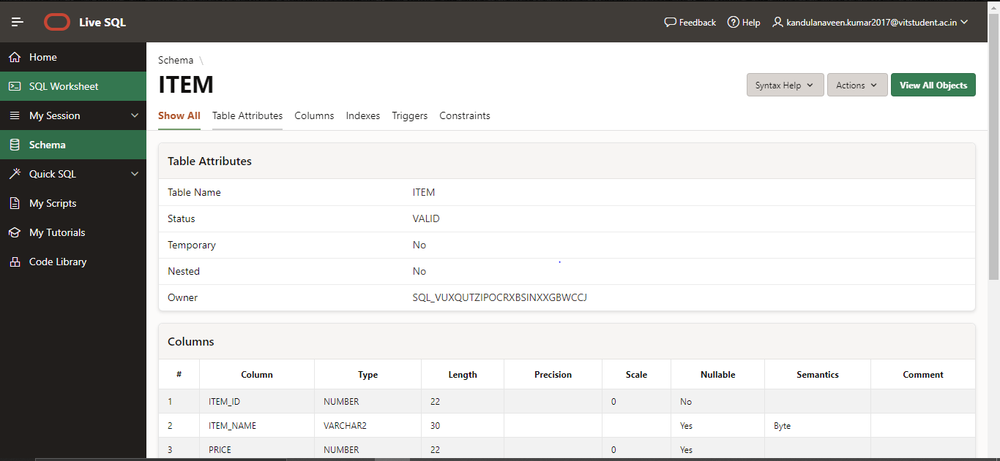 Live SQL
Feedback
Help
kandulanaveen.kumar2017@vitstudent.ac.in
Home
SQL Worksheet
My Session
Schema
Quick SQL
My Scripts
My Tutorials
Code Library
Schema \
ITEM
Syntax Help
Actions
View All Objects
Show All Table Attributes Columns Indexes Triggers Constraints
Table Attributes
Table Name ITEM
Status VALID
Temporary No
Nested No
Owner SQL_VUXQUTZIPOCRXBSINXXGBWCCJ
Columns
# Column Type Length Precision Scale Nullable Semantics Comment
1 ITEM_ID NUMBER 22 0 No
2 ITEM_NAME VARCHAR2 30 Yes Byte
3 PRICE NUMBER 22 0 Yes